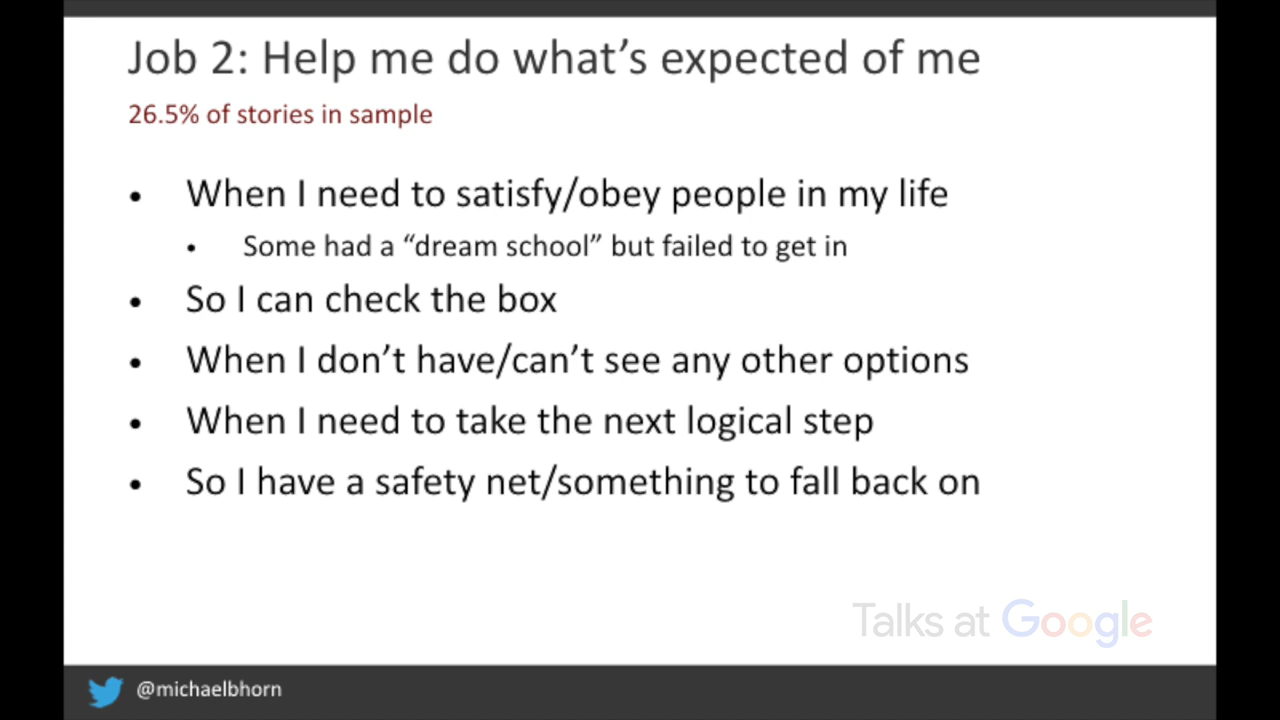 Job 2: Help me do what’s expected of me
26.5% of stories in sample
• When I need to satisfy/obey people in my life
• Some had a “dream school” but failed to get in
• So I can check the box
• When I don’t have/can’t see any other options
• When I need to take the next logical step
• So I have a safety net/something to fall back on
Talks at Google
@michaelbhorn